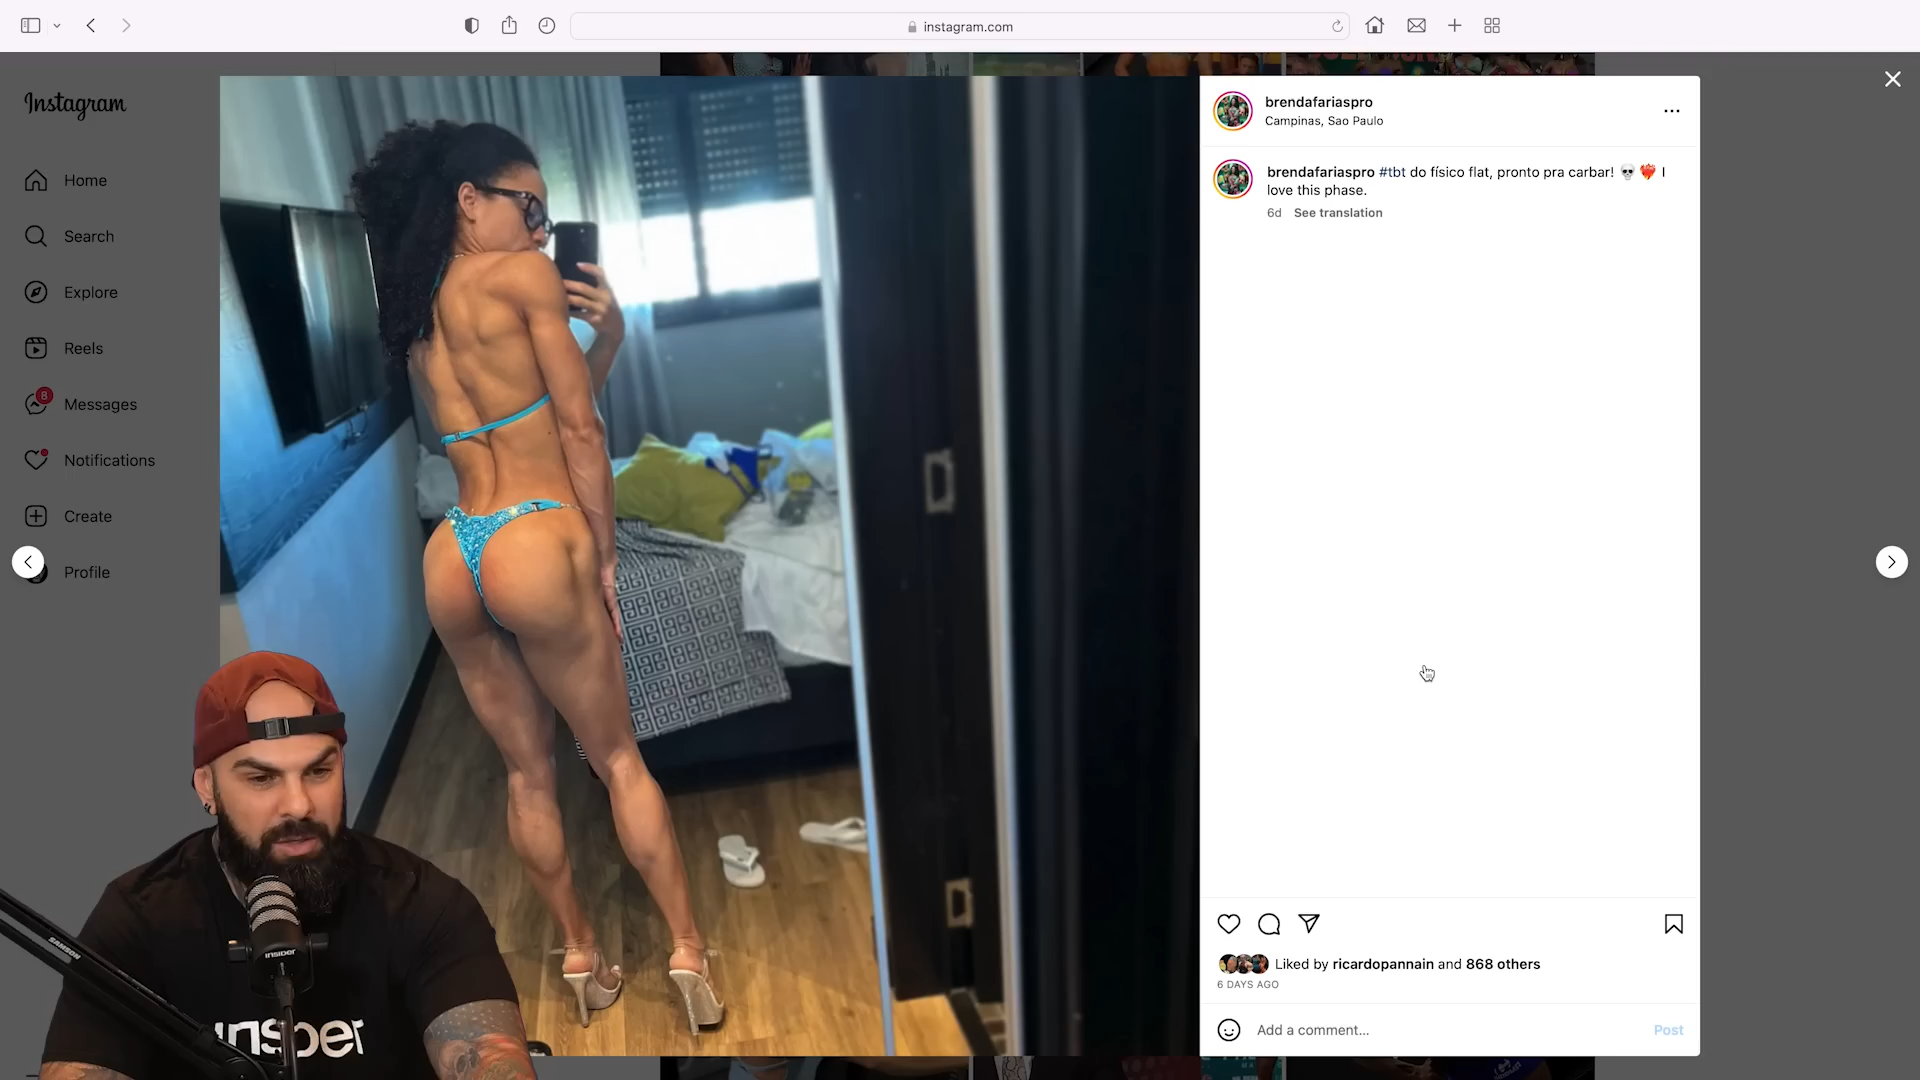 instagram.com
Instagram
Home
Search
Explore
Reels
8
Messages
Notifications
Create
Profile
brendafariaspro
Campinas, Sao Paulo
brendafariaspro #tbt do físico flat, pronto pra carbar! 💀 ❤️‍🔥 I
love this phase.
6d See translation
Liked by ricardopannain and 868 others
6 DAYS AGO
Add a comment...
Post
SAMSON
INSIDER